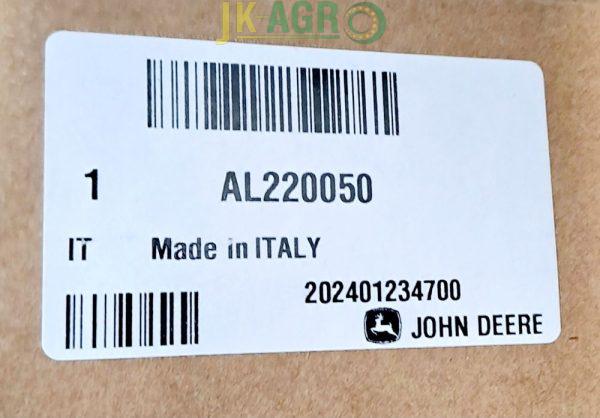 JK-AGRO
1 AL220050
IT Made in ITALY
202401234700
JOHN DEERE